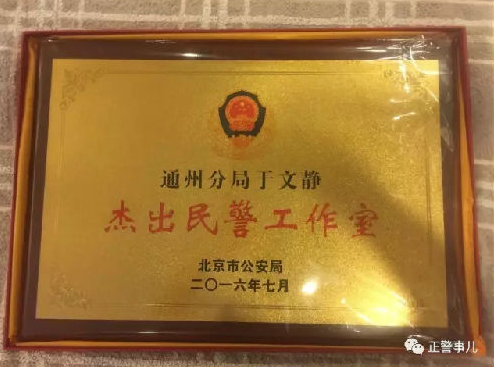 通州分局于文静
杰出民警工作室
北京市公安局
二〇一六年七月
正警事儿